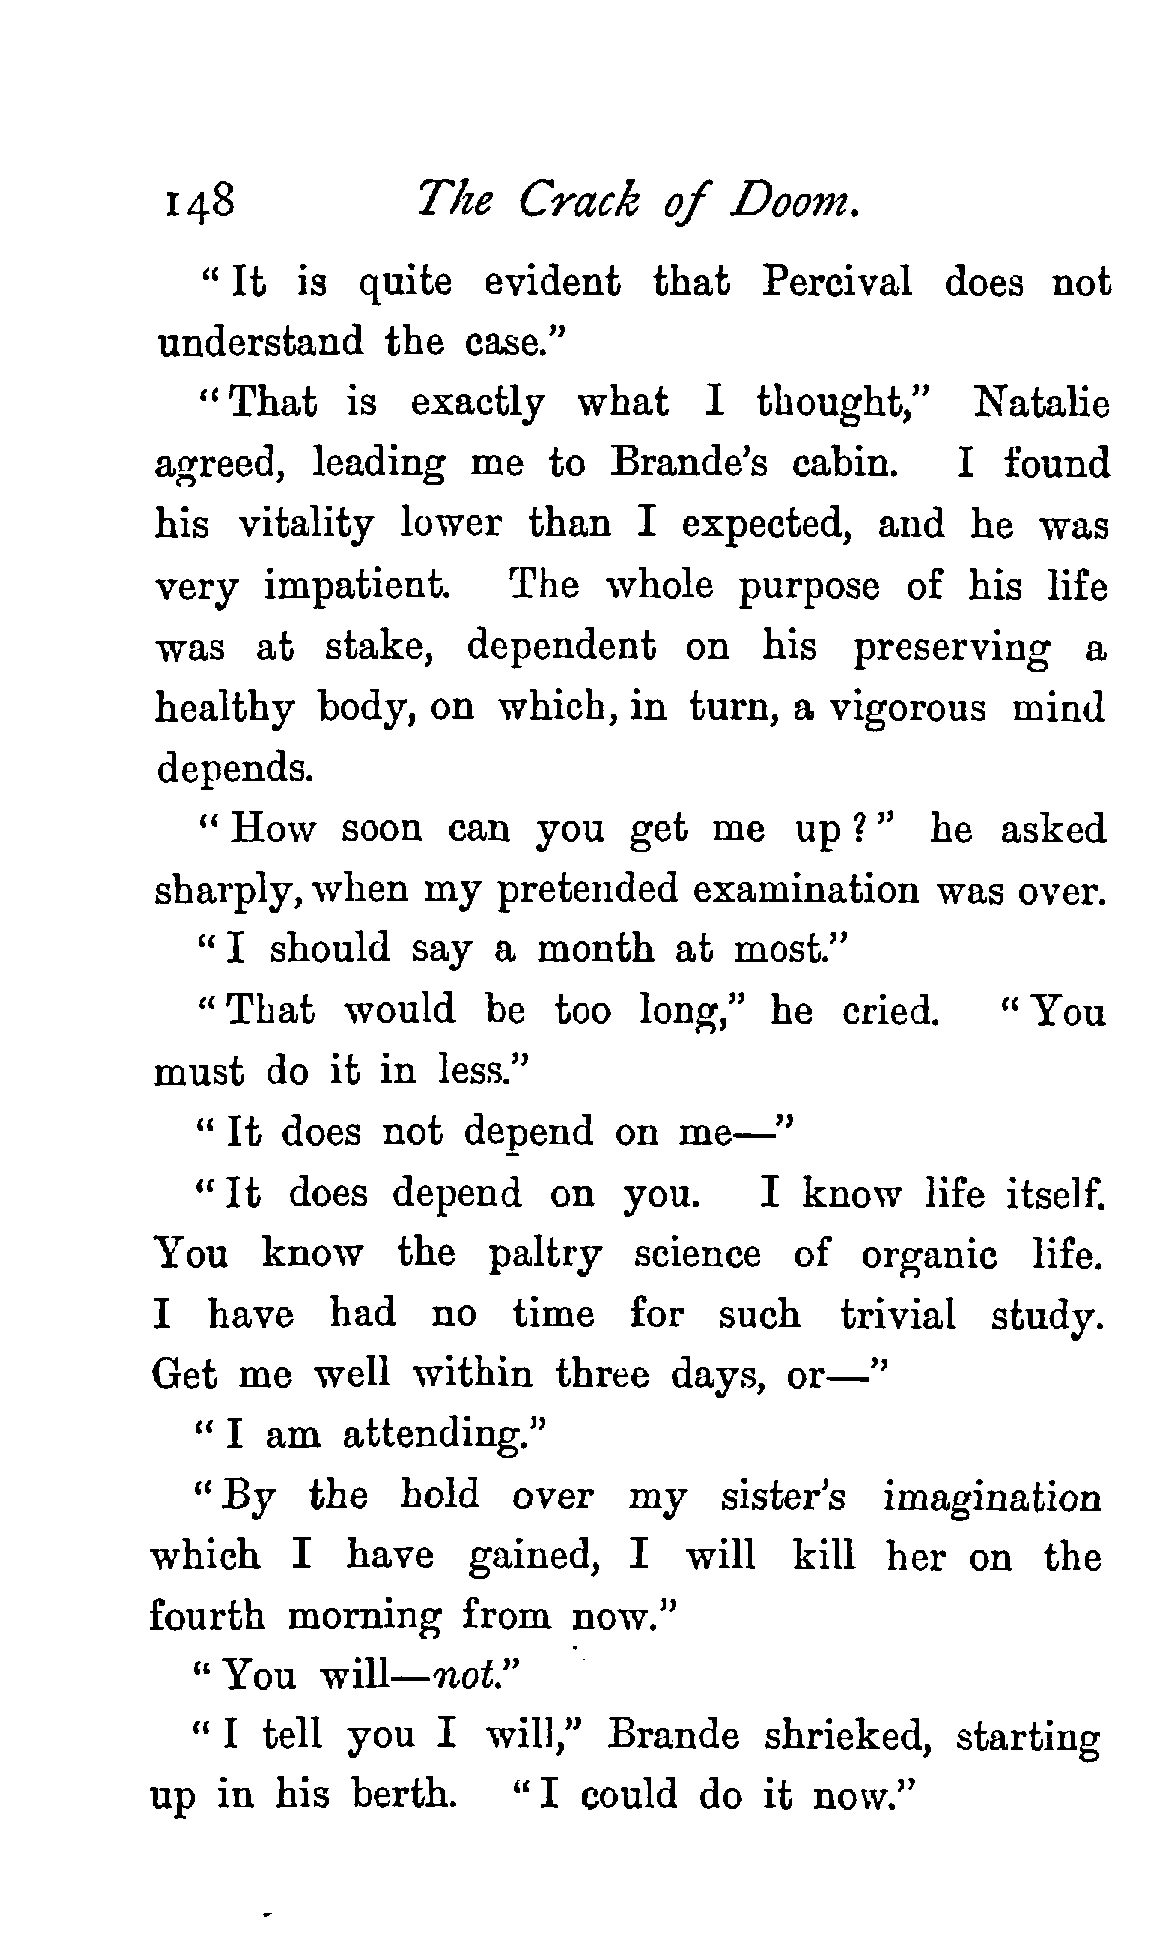 148 The Crack of Doom.
" It is quite evident that Percival does not
understand the case."
" That is exactly what I thought," Natalie
agreed, leading me to Brande's cabin. I found
his vitality lower than I expected, and he was
very impatient. The whole purpose of his life
was at stake, dependent on his preserving a
healthy body, on which, in turn, a vigorous mind
depends.
" How soon can you get me up ? " he asked
sharply, when my pretended examination was over.
" I should say a month at most."
" That would be too long," he cried. " You
must do it in less."
" It does not depend on me—"
" It does depend on you. I know life itself.
You know the paltry science of organic life.
I have had no time for such trivial study.
Get me well within three days, or—"
" I am attending."
" By the hold over my sister's imagination
which I have gained, I will kill her on the
fourth morning from now."
" You will—not."
" I tell you I will," Brande shrieked, starting
up in his berth. " I could do it now."